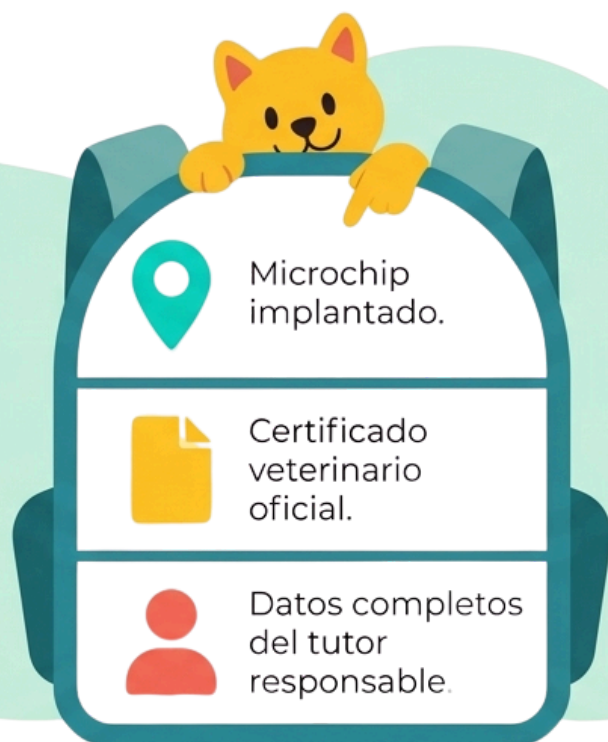 Microchip
implantado.
Certificado
veterinario
oficial.
Datos completos
del tutor
responsable.